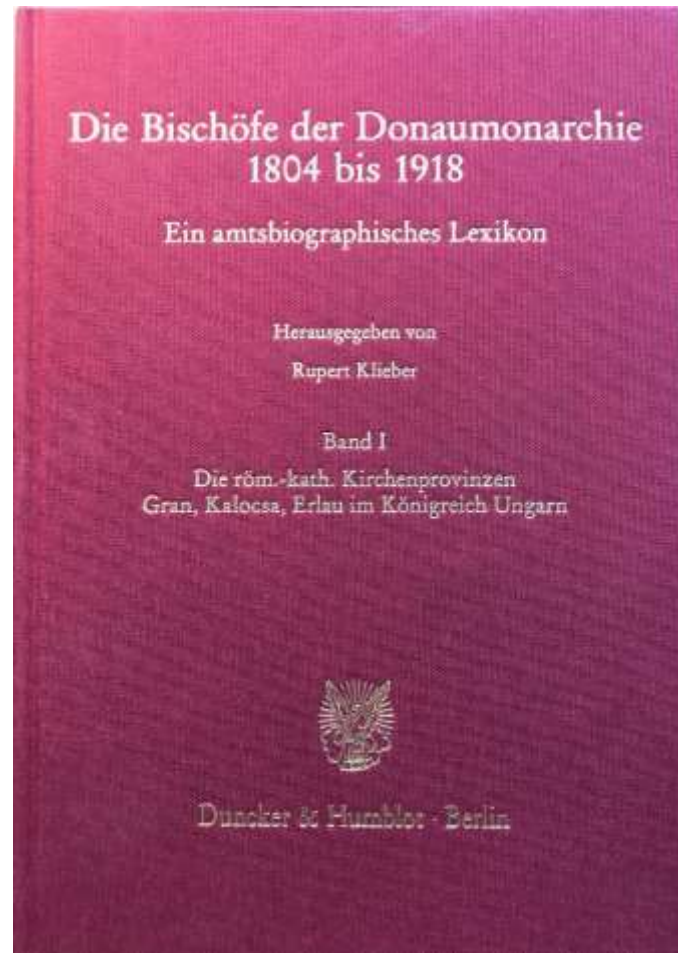 Die Bischöfe der Donaumonarchie
1804 bis 1918
Ein amtsbiographisches Lexikon
Herausgegeben von
Rupert Klieber
Band I
Die röm.-kath. Kirchenprovinzen
Gran, Kalocsa, Erlau im Königreich Ungarn
Duncker & Humblot · Berlin